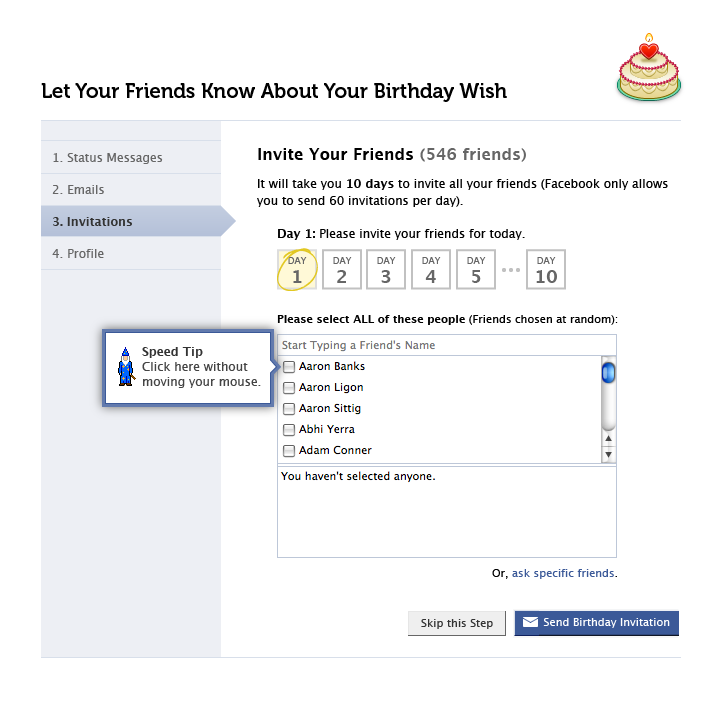 Let Your Friends Know About Your Birthday Wish
1. Status Messages
2. Emails
3. Invitations
4. Profile
Invite Your Friends (546 friends)
It will take you 10 days to invite all your friends (Facebook only allows
you to send 60 invitations per day).
Day 1: Please invite your friends for today.
DAY 1
DAY 2
DAY 3
DAY 4
DAY 5
DAY 10
Please select ALL of these people (Friends chosen at random):
Start Typing a Friend's Name
Speed Tip
Click here without
moving your mouse.
Aaron Banks
Aaron Ligon
Aaron Sittig
Abhi Yerra
Adam Conner
You haven't selected anyone.
Or, ask specific friends.
Skip this Step
Send Birthday Invitation